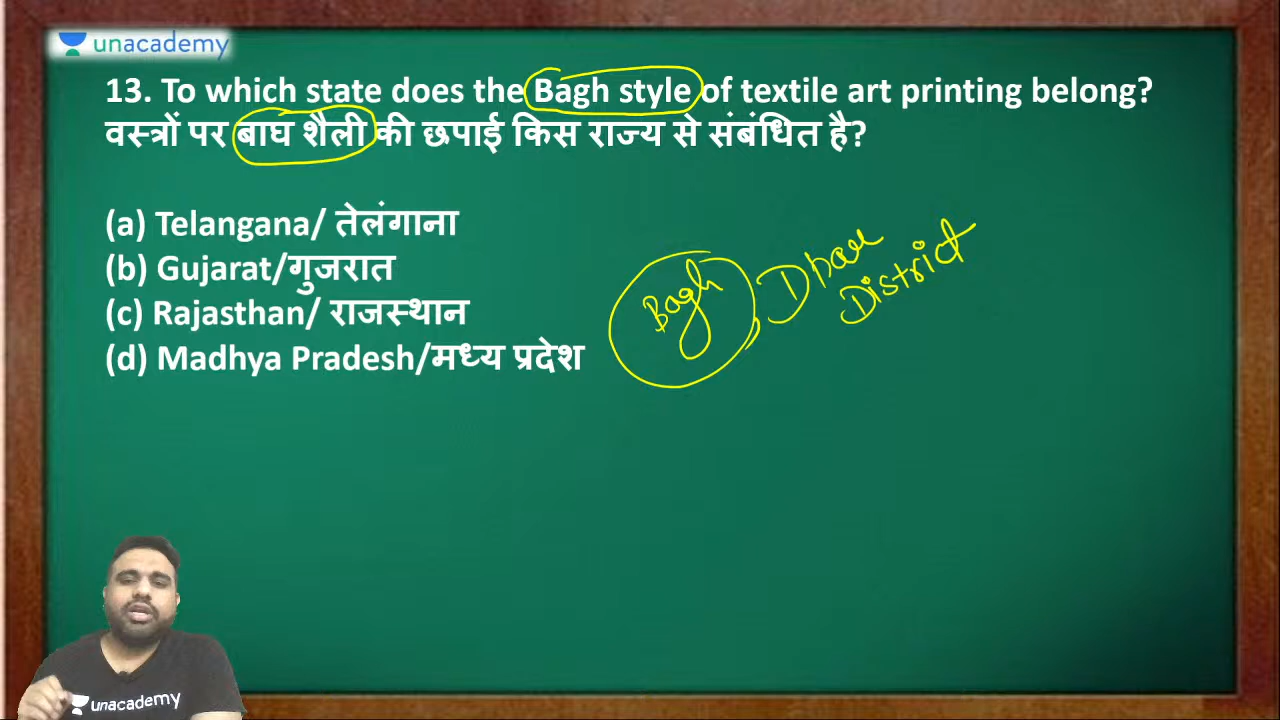 unacademy
13. To which state does the Bagh style of textile art printing belong?
वस्त्रों पर बाघ शैली की छपाई किस राज्य से संबंधित है?
(a) Telangana/ तेलंगाना
(b) Gujarat/गुजरात
(c) Rajasthan/ राजस्थान
(d) Madhya Pradesh/मध्य प्रदेश
Bagh, Dhar
District
unacademy